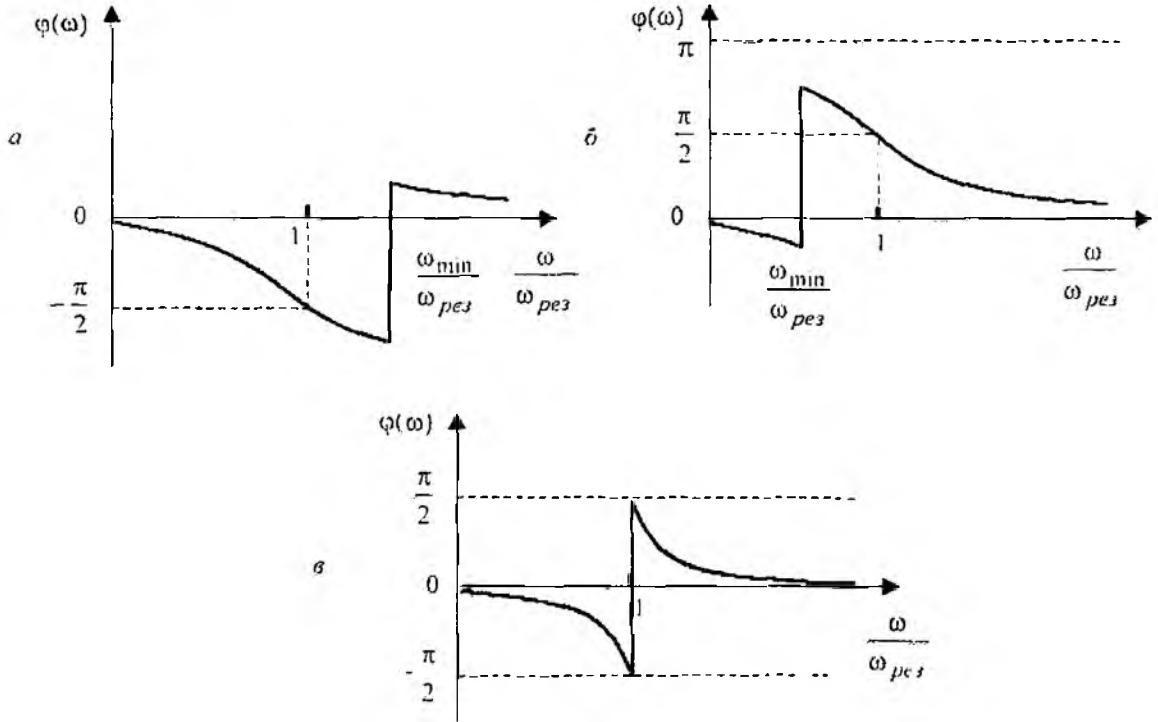 φ(ω)
а
0
1
-π/2
ω_min/ω_рез
ω/ω_рез
φ(ω)
π
б
π/2
0
1
ω_min/ω_рез
ω/ω_рез
φ(ω)
π/2
в
0
1
-π/2
ω/ω_рез